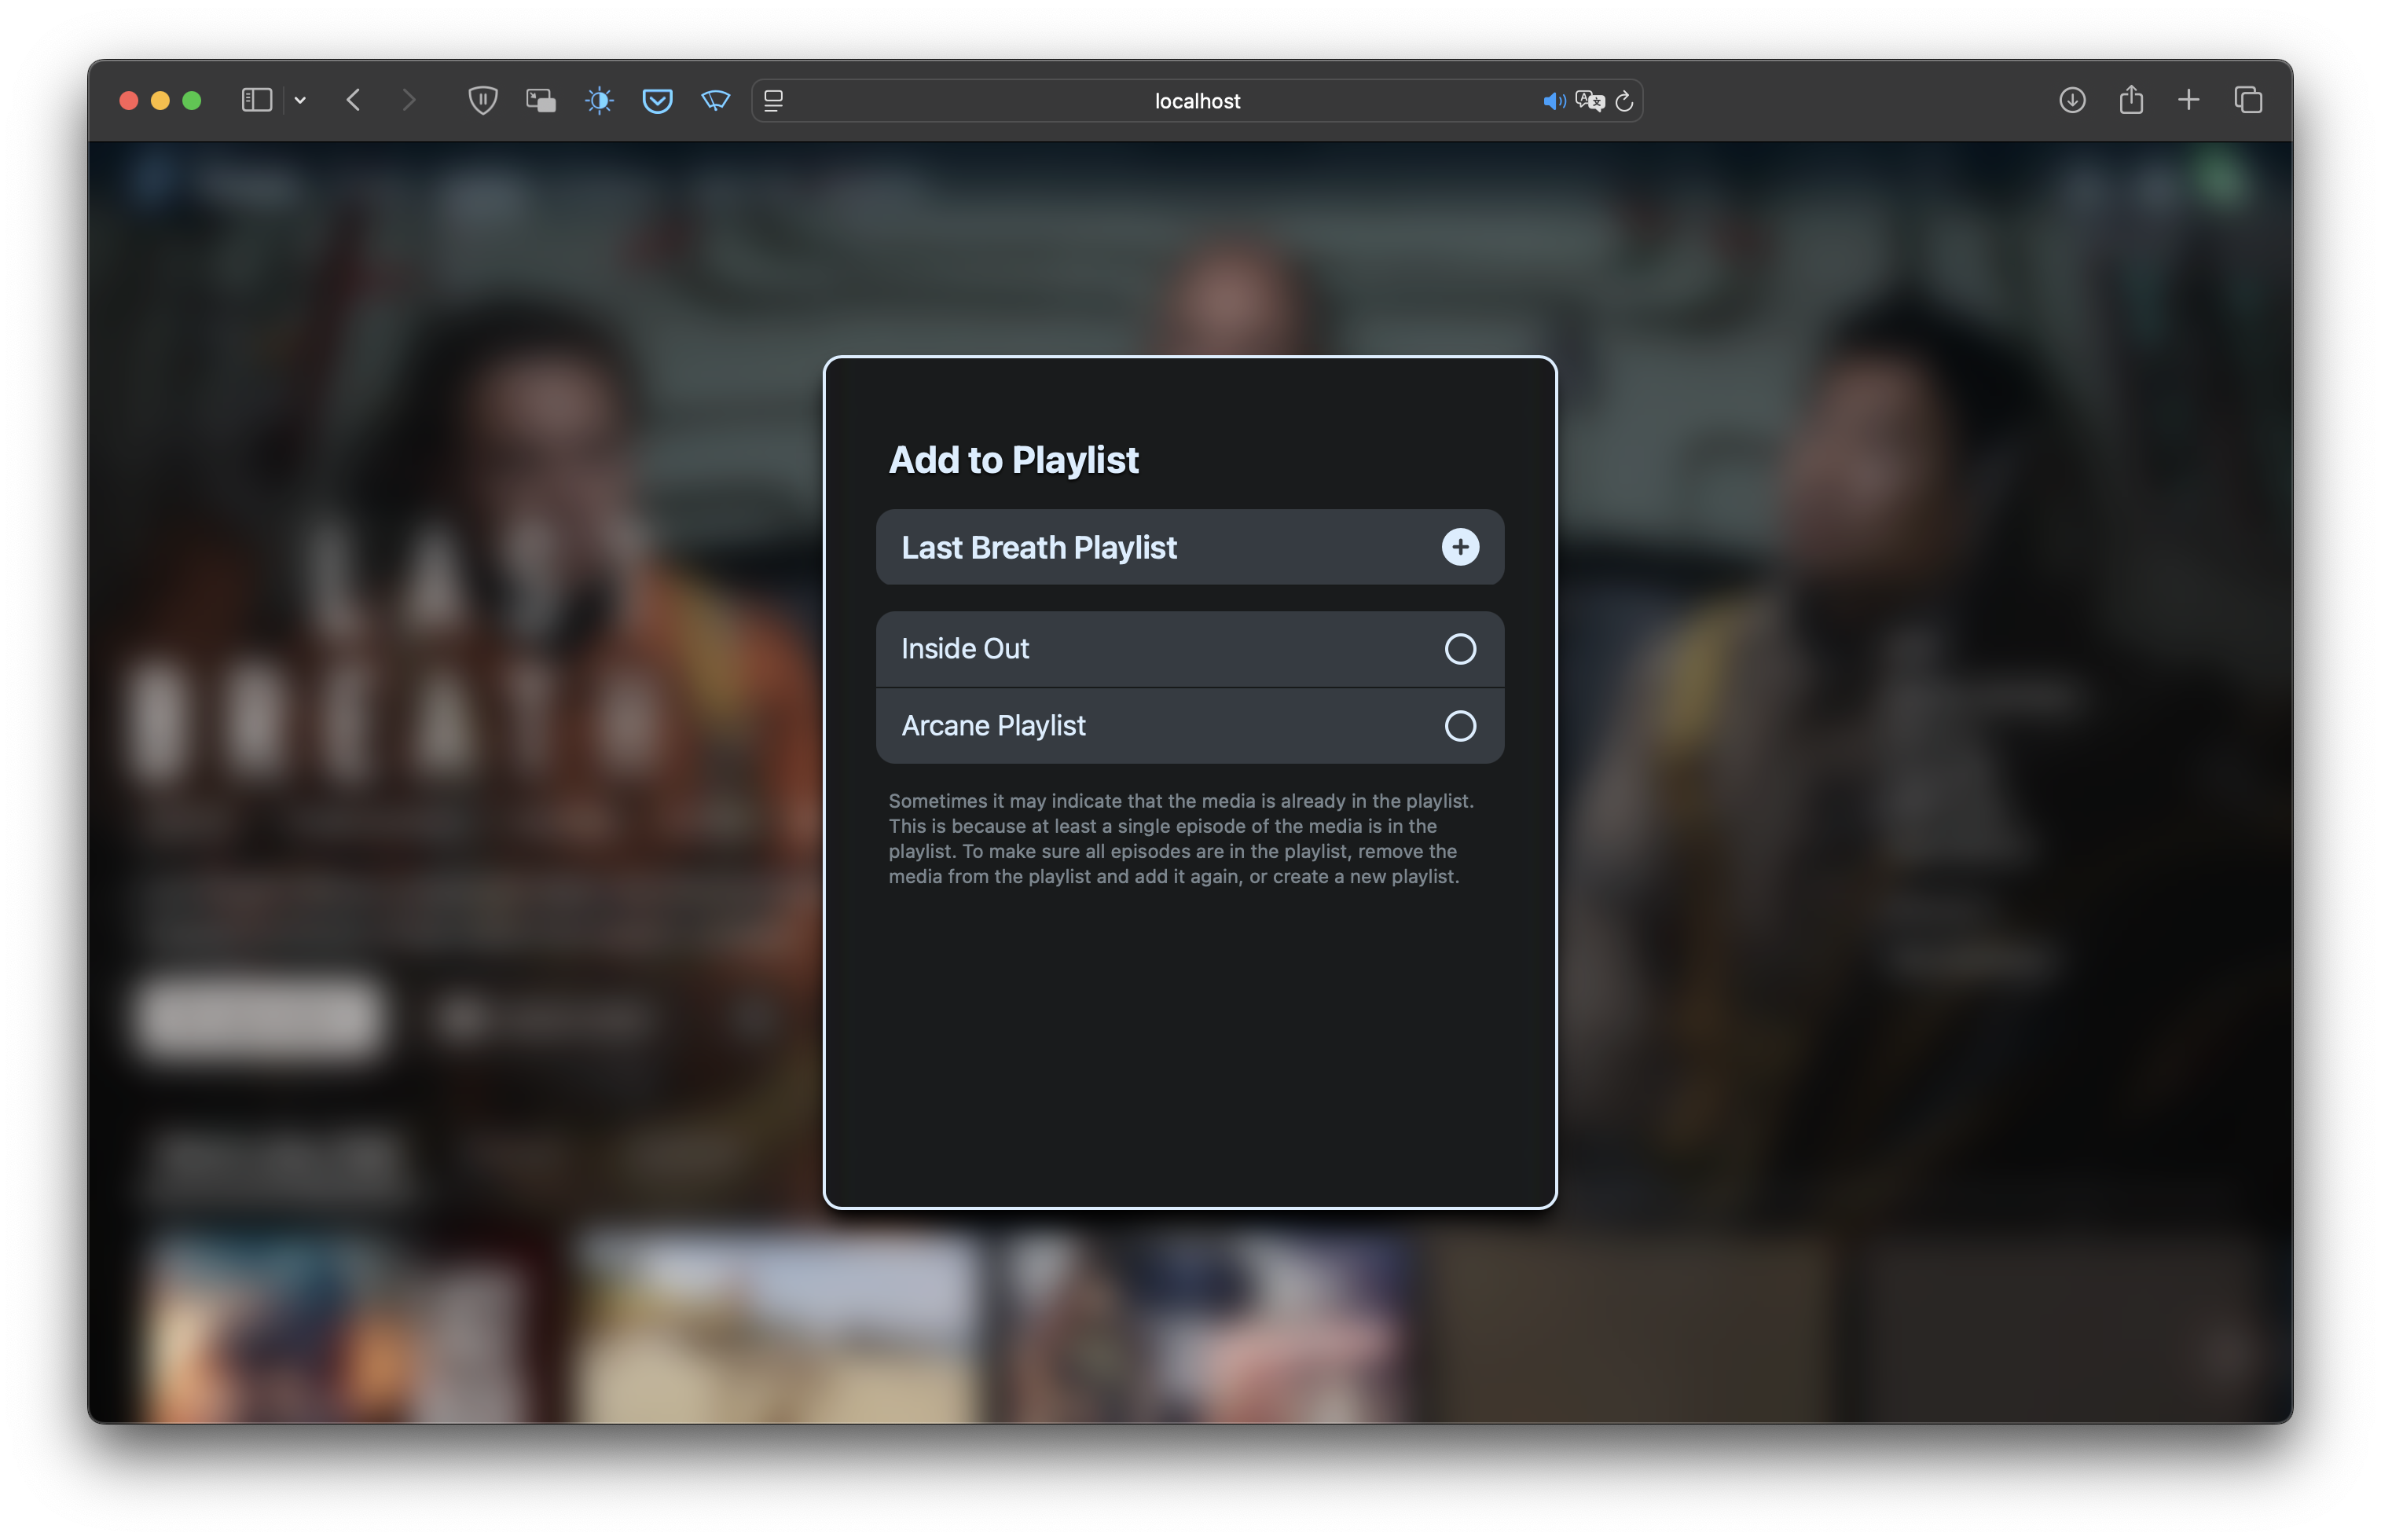 localhost
Add to Playlist
Last Breath Playlist
Inside Out
Arcane Playlist
Sometimes it may indicate that the media is already in the playlist.
This is because at least a single episode of the media is in the
playlist. To make sure all episodes are in the playlist, remove the
media from the playlist and add it again, or create a new playlist.